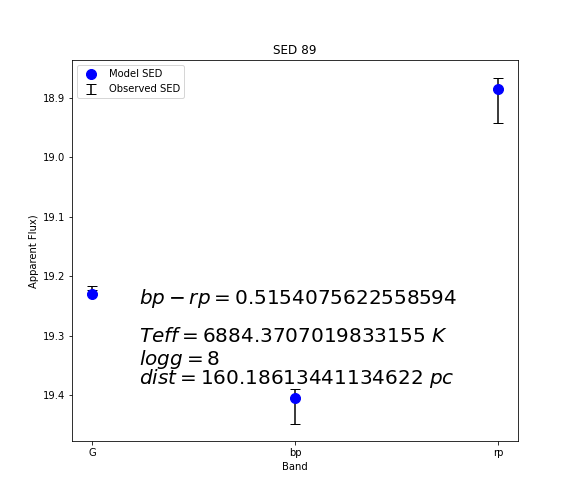 SED 89
Model SED
Observed SED
18.9
19.0
19.1
19.2
19.3
19.4
Apparent Flux)
bp − rp = 0.5154075622558594
Teff = 6884.3707019833155 K
logg = 8
dist = 160.18613441134622 pc
G
bp
rp
Band